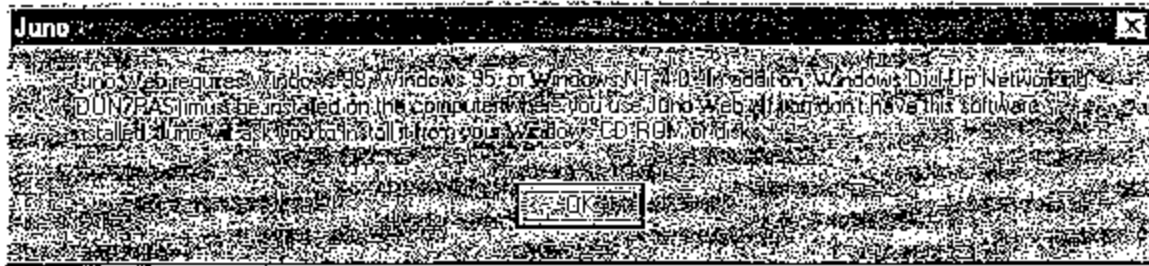 Juno
Juno Web requires Windows 98, Windows 95, or Windows NT 4.0. In addition, Windows Dial-Up Networking
(DUN/RAS) must be installed on the computer where you use Juno Web. If you don't have this software
installed, Juno will ask you to install it from your Windows CD-ROM or disk
OK